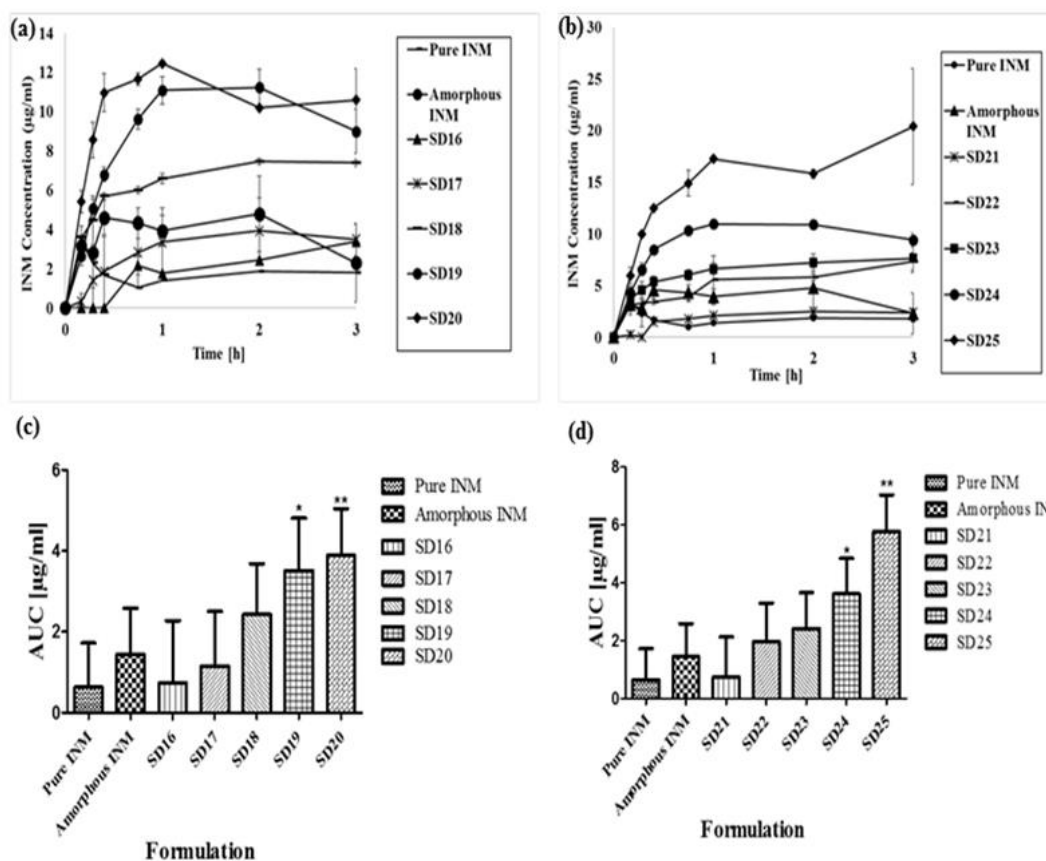 (a)
INM Concentration (µg/ml)
14
12
10
8
6
4
2
0
0
1
2
3
Time [h]
Pure INM
Amorphous
INM
SD16
SD17
SD18
SD19
SD20
(b)
INM Concentration (µg/ml)
30
25
20
15
10
5
0
0
1
2
3
Time [h]
Pure INM
Amorphous
INM
SD21
SD22
SD23
SD24
SD25
(c)
AUC [µg/ml]
6
4
2
0
*
**
Pure INM
Amorphous INM
SD16
SD17
SD18
SD19
SD20
Pure INM
Amorphous INM
SD16
SD17
SD18
SD19
SD20
Formulation
(d)
AUC [µg/ml]
8
6
4
2
0
*
**
Pure INM
Amorphous IN
SD21
SD22
SD23
SD24
SD25
Pure INM
Amorphous INM
SD21
SD22
SD23
SD24
SD25
Formulation